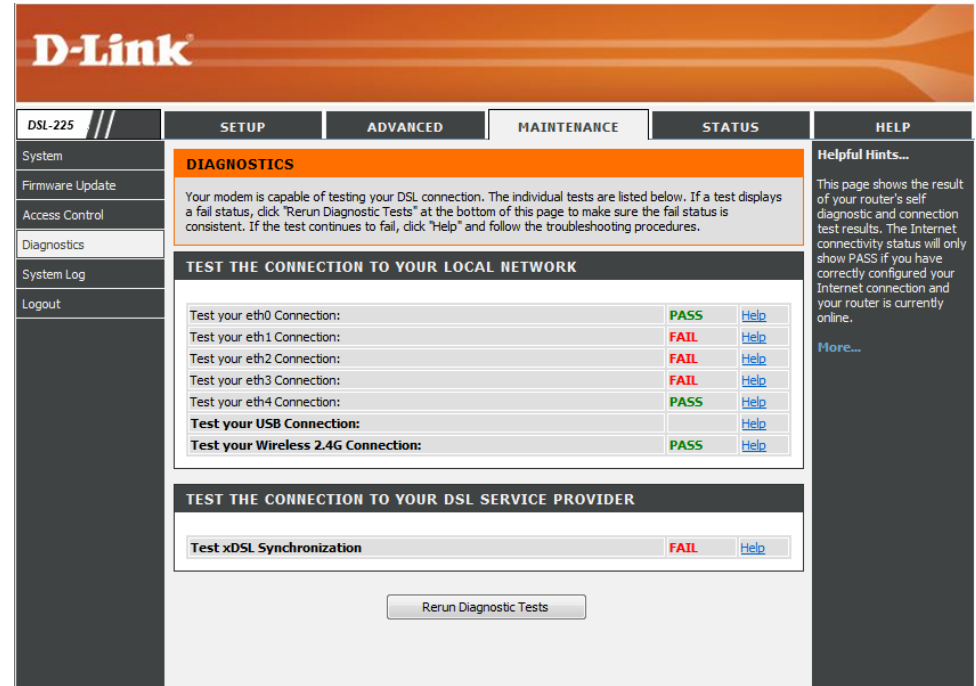 D-Link
DSL-225
SETUP
ADVANCED
MAINTENANCE
STATUS
HELP
System
Firmware Update
Access Control
Diagnostics
System Log
Logout
DIAGNOSTICS
Your modem is capable of testing your DSL connection. The individual tests are listed below. If a test displays
a fail status, click "Rerun Diagnostic Tests" at the bottom of this page to make sure the fail status is
consistent. If the test continues to fail, click "Help" and follow the troubleshooting procedures.
TEST THE CONNECTION TO YOUR LOCAL NETWORK
Test your eth0 Connection: PASS Help
Test your eth1 Connection: FAIL Help
Test your eth2 Connection: FAIL Help
Test your eth3 Connection: FAIL Help
Test your eth4 Connection: PASS Help
Test your USB Connection: Help
Test your Wireless 2.4G Connection: PASS Help
TEST THE CONNECTION TO YOUR DSL SERVICE PROVIDER
Test xDSL Synchronization FAIL Help
Rerun Diagnostic Tests
Helpful Hints...
This page shows the result
of your router's self
diagnostic and connection
test results. The Internet
connectivity status will only
show PASS if you have
correctly configured your
Internet connection and
your router is currently
online.
More...